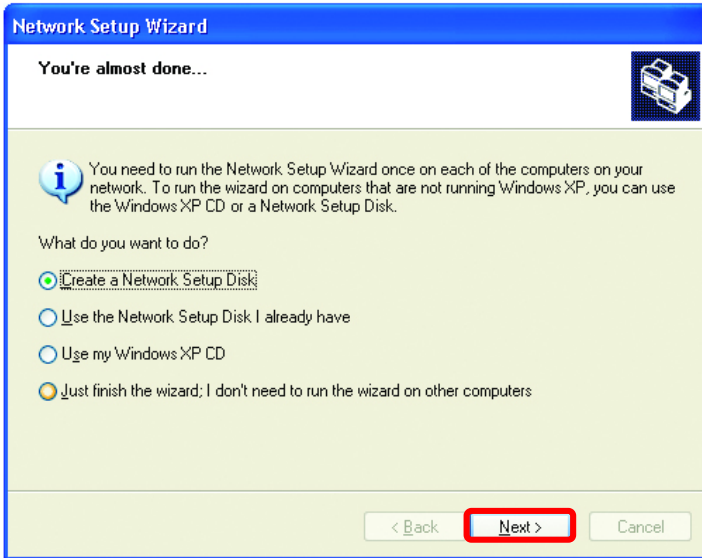 Network Setup Wizard
You're almost done...
You need to run the Network Setup Wizard once on each of the computers on your
network. To run the wizard on computers that are not running Windows XP, you can use
the Windows XP CD or a Network Setup Disk.
What do you want to do?
Create a Network Setup Disk
Use the Network Setup Disk I already have
Use my Windows XP CD
Just finish the wizard; I don't need to run the wizard on other computers
< Back Next > Cancel